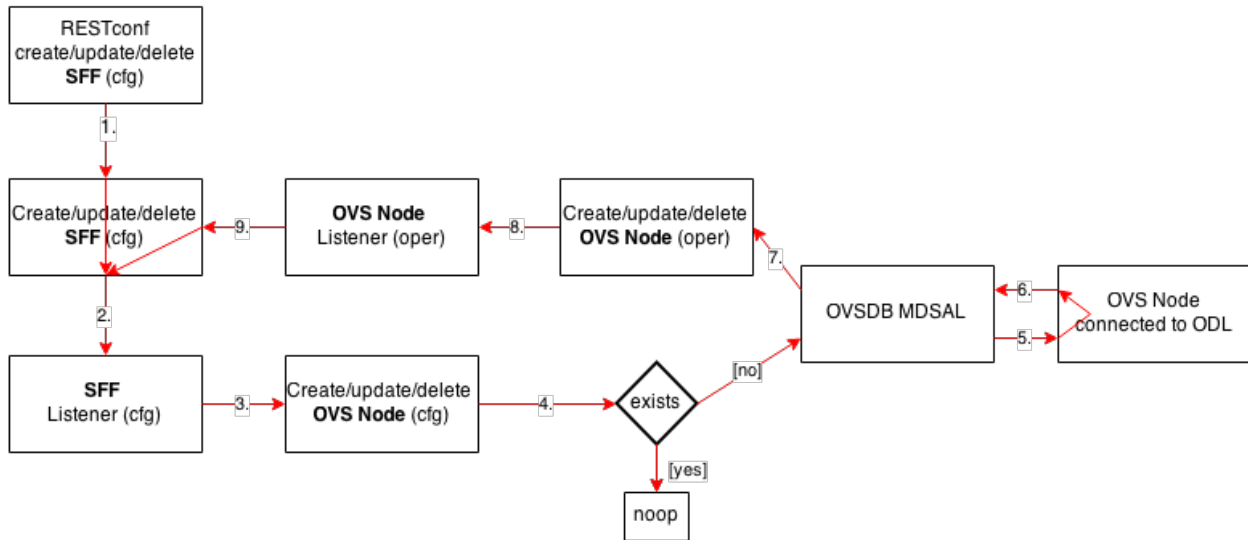 RESTconf
create/update/delete
SFF (cfg)
1.
Create/update/delete
SFF (cfg)
9.
OVS Node
Listener (oper)
8.
Create/update/delete
OVS Node (oper)
7.
OVSDB MDSAL
6.
5.
OVS Node
connected to ODL
2.
SFF
Listener (cfg)
3.
Create/update/delete
OVS Node (cfg)
4.
exists
[no]
[yes]
noop